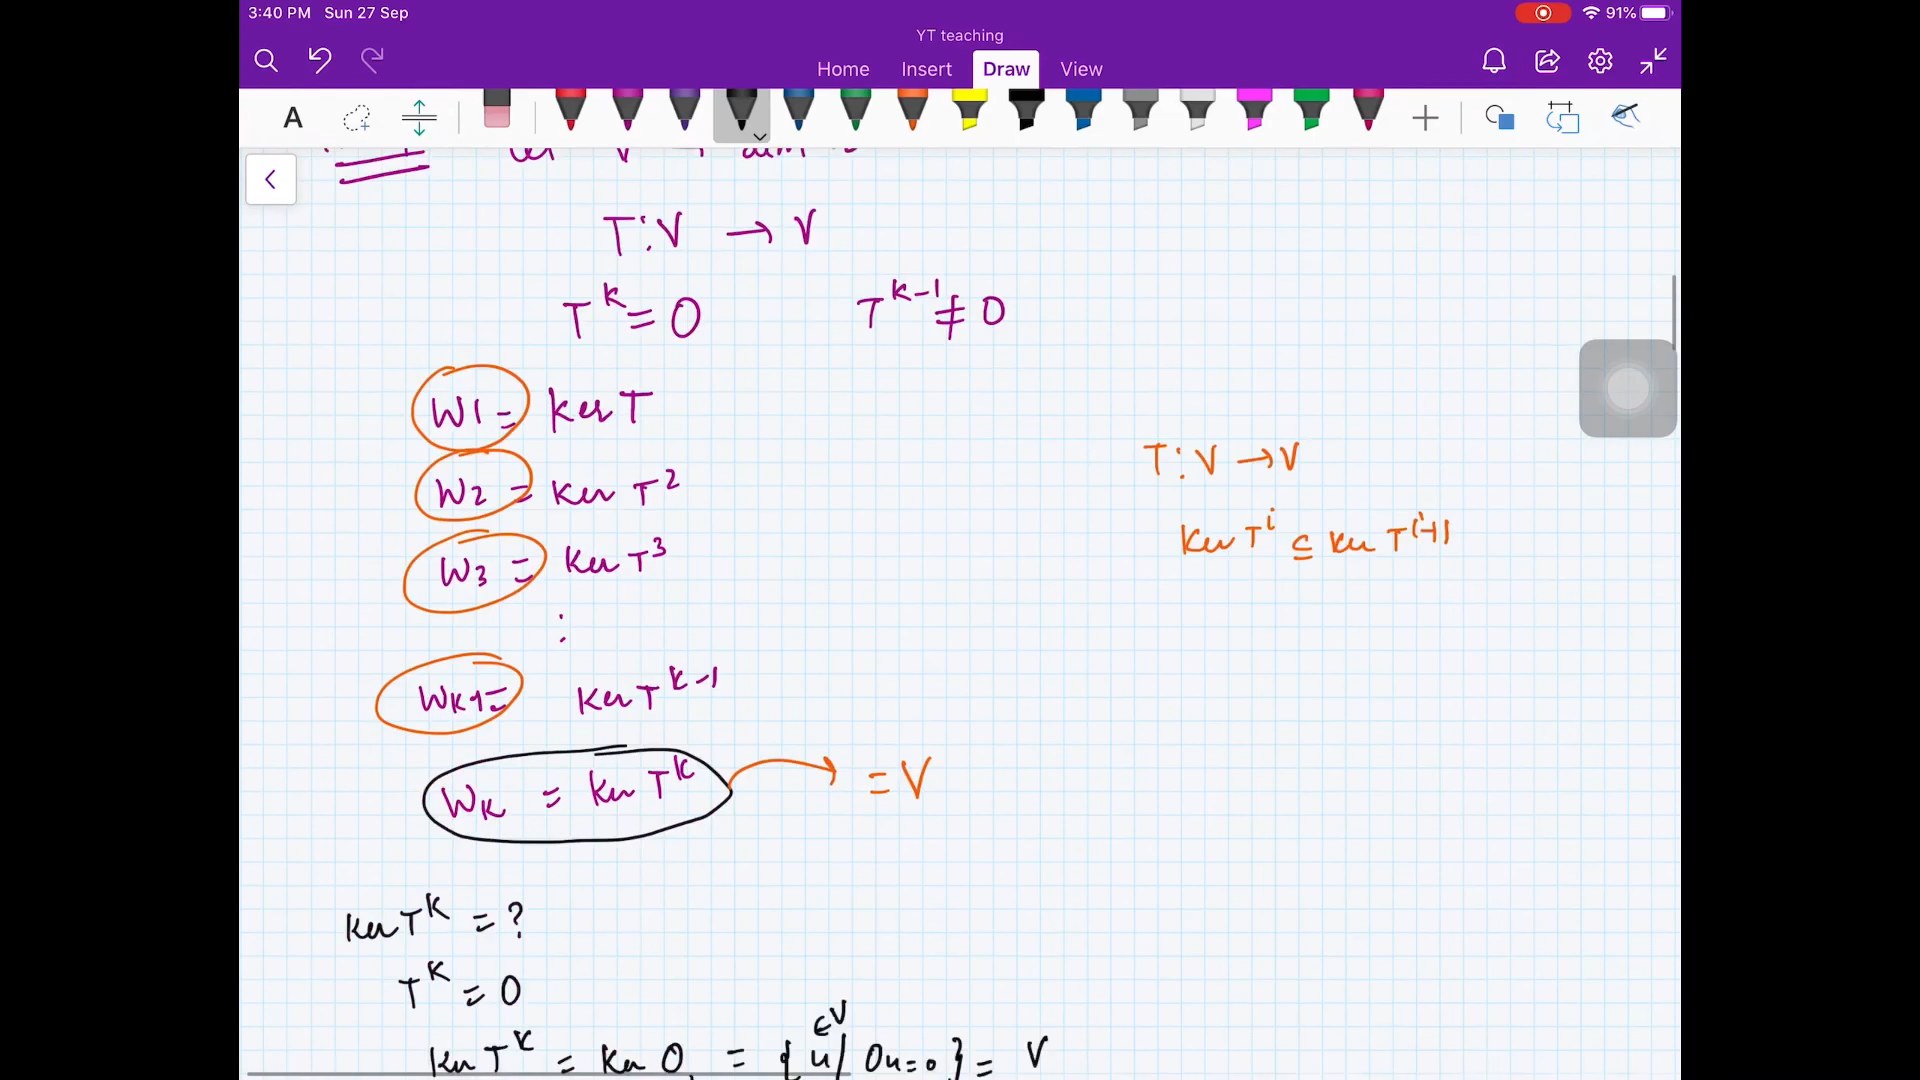 3:40 PM Sun 27 Sep 91%
YT teaching
Home Insert Draw View
A
let V dim
T:V → V
T^k = 0 T^k-1 ≠ 0
W1 = Ker T
W2 = Ker T^2
W3 = Ker T^3
T:V → V
Ker T^i ⊆ Ker T^i+1
:
Wk-1 = Ker T^k-1
Wk = Ker T^k → = V
Ker T^k = ?
T^k = 0
Ker T^k = Ker 0 = {u ∈V / 0u=0} = V